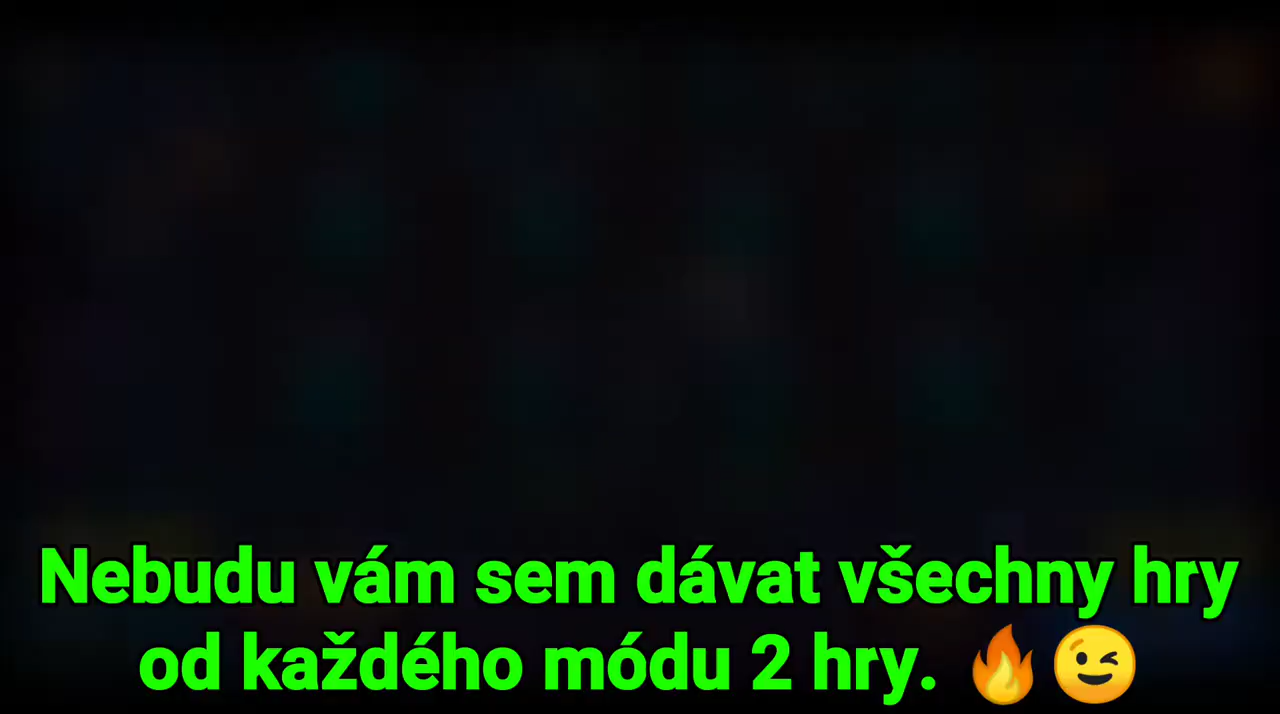 Nebudu vám sem dávat všechny hry
od každého módu 2 hry. 🔥😉